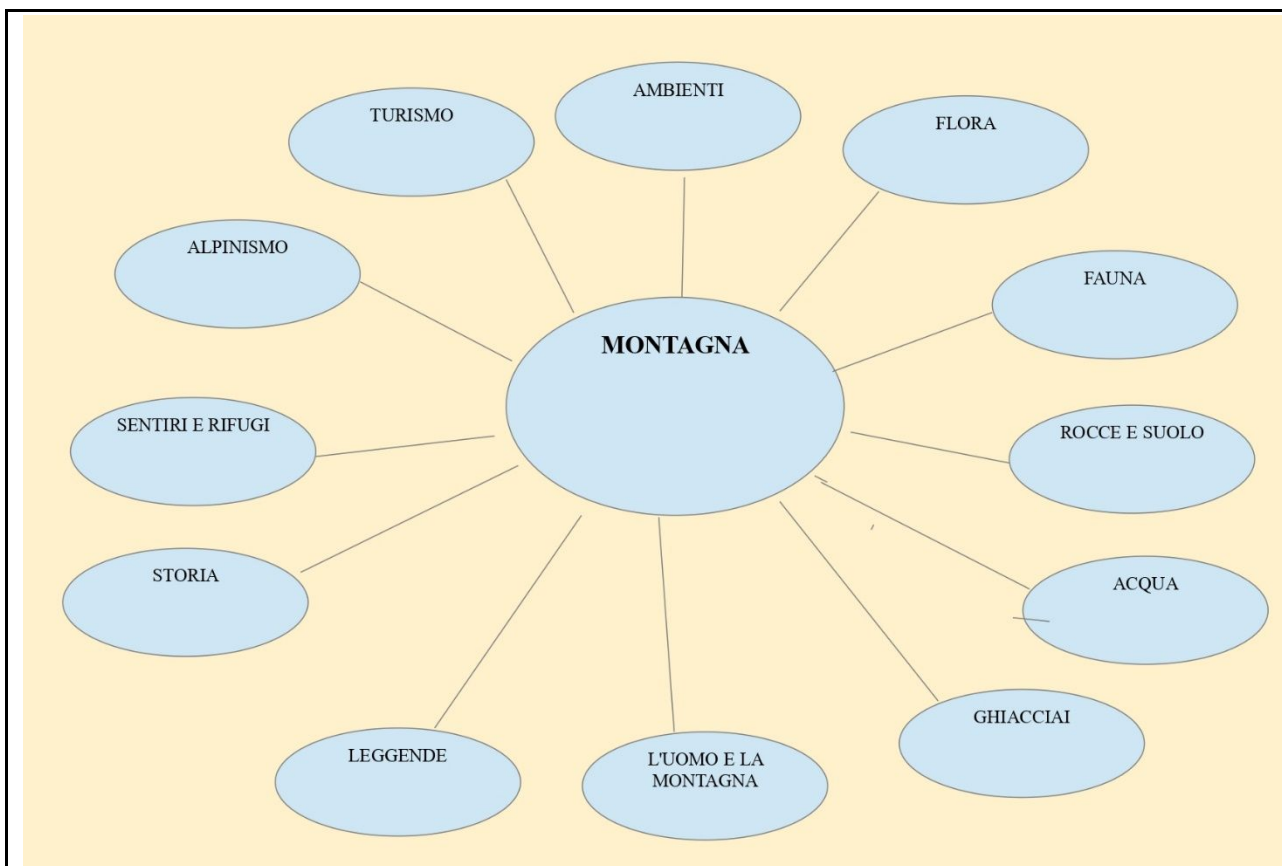 AMBIENTI
TURISMO
FLORA
ALPINISMO
FAUNA
MONTAGNA
SENTIRI E RIFUGI
ROCCE E SUOLO
STORIA
ACQUA
GHIACCIAI
LEGGENDE
L'UOMO E LA
MONTAGNA